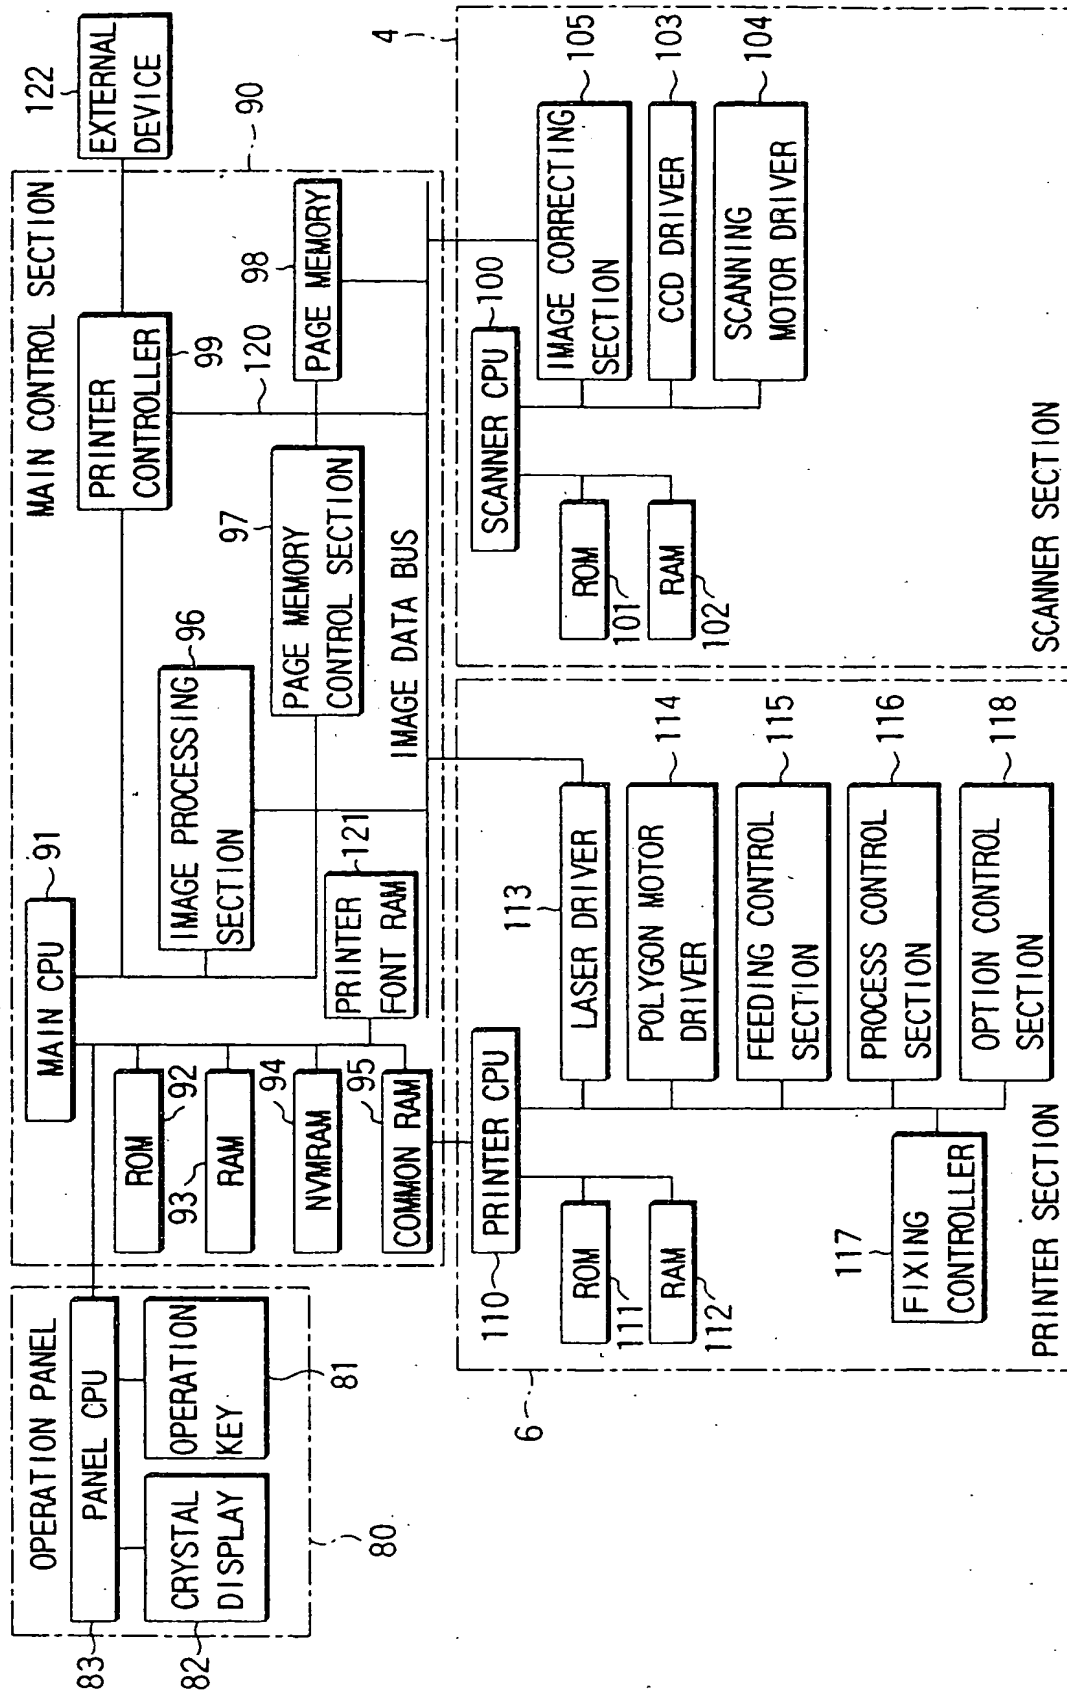 OPERATION PANEL
83
PANEL CPU
82
CRYSTAL
DISPLAY
OPERATION
KEY
81
80
MAIN CONTROL SECTION
90
MAIN CPU
91
ROM
92
93
RAM
NVMRAM
94
COMMON RAM
95
PRINTER
FONT RAM
121
IMAGE PROCESSING
SECTION
96
PAGE MEMORY
CONTROL SECTION
97
PRINTER
CONTROLLER
99
120
98
PAGE MEMORY
IMAGE DATA BUS
122
EXTERNAL
DEVICE
6
110
PRINTER CPU
ROM
111
RAM
112
113
LASER DRIVER
POLYGON MOTOR
DRIVER
114
FEEDING CONTROL
SECTION
115
PROCESS CONTROL
SECTION
116
OPTION CONTROL
SECTION
118
117
FIXING
CONTROLLER
PRINTER SECTION
4
SCANNER CPU
100
ROM
101
RAM
102
IMAGE CORRECTING
SECTION
105
CCD DRIVER
103
SCANNING
MOTOR DRIVER
104
SCANNER SECTION